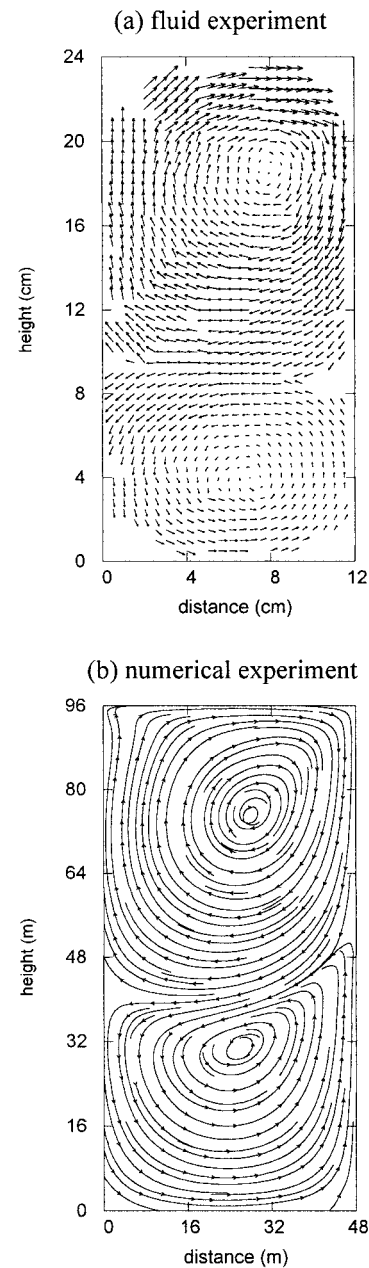 (a) fluid experiment
24
20
16
12
8
4
0
height (cm)
0 4 8 12
distance (cm)
(b) numerical experiment
96
80
64
48
32
16
0
height (m)
0 16 32 48
distance (m)